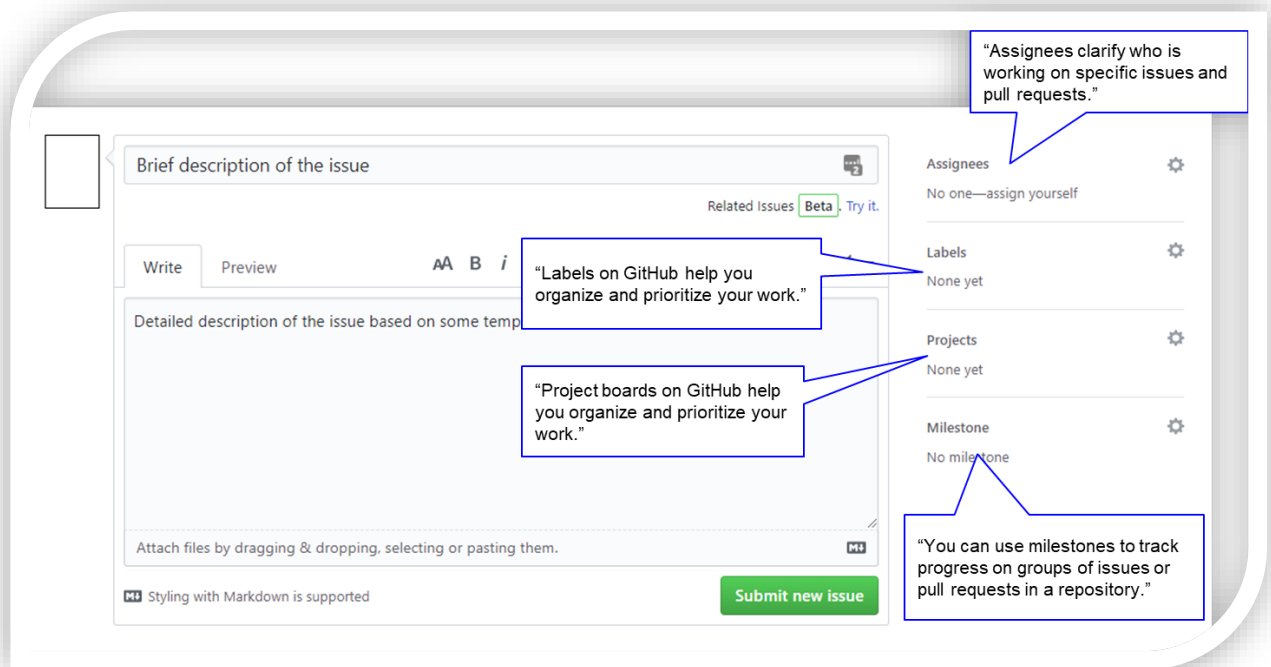 “Assignees clarify who is
working on specific issues and
pull requests.”
Brief description of the issue
2
Assignees
No one—assign yourself
Related Issues Beta. Try it.
Write Preview AA B i
“Labels on GitHub help you
organize and prioritize your work.”
Labels
None yet
Detailed description of the issue based on some
Projects
None yet
“Project boards on GitHub help
you organize and prioritize your
work.”
Milestone
No milestone
Attach files by dragging & dropping, selecting or pasting them.
Styling with Markdown is supported
Submit new issue
“You can use milestones to track
progress on groups of issues or
pull requests in a repository.”